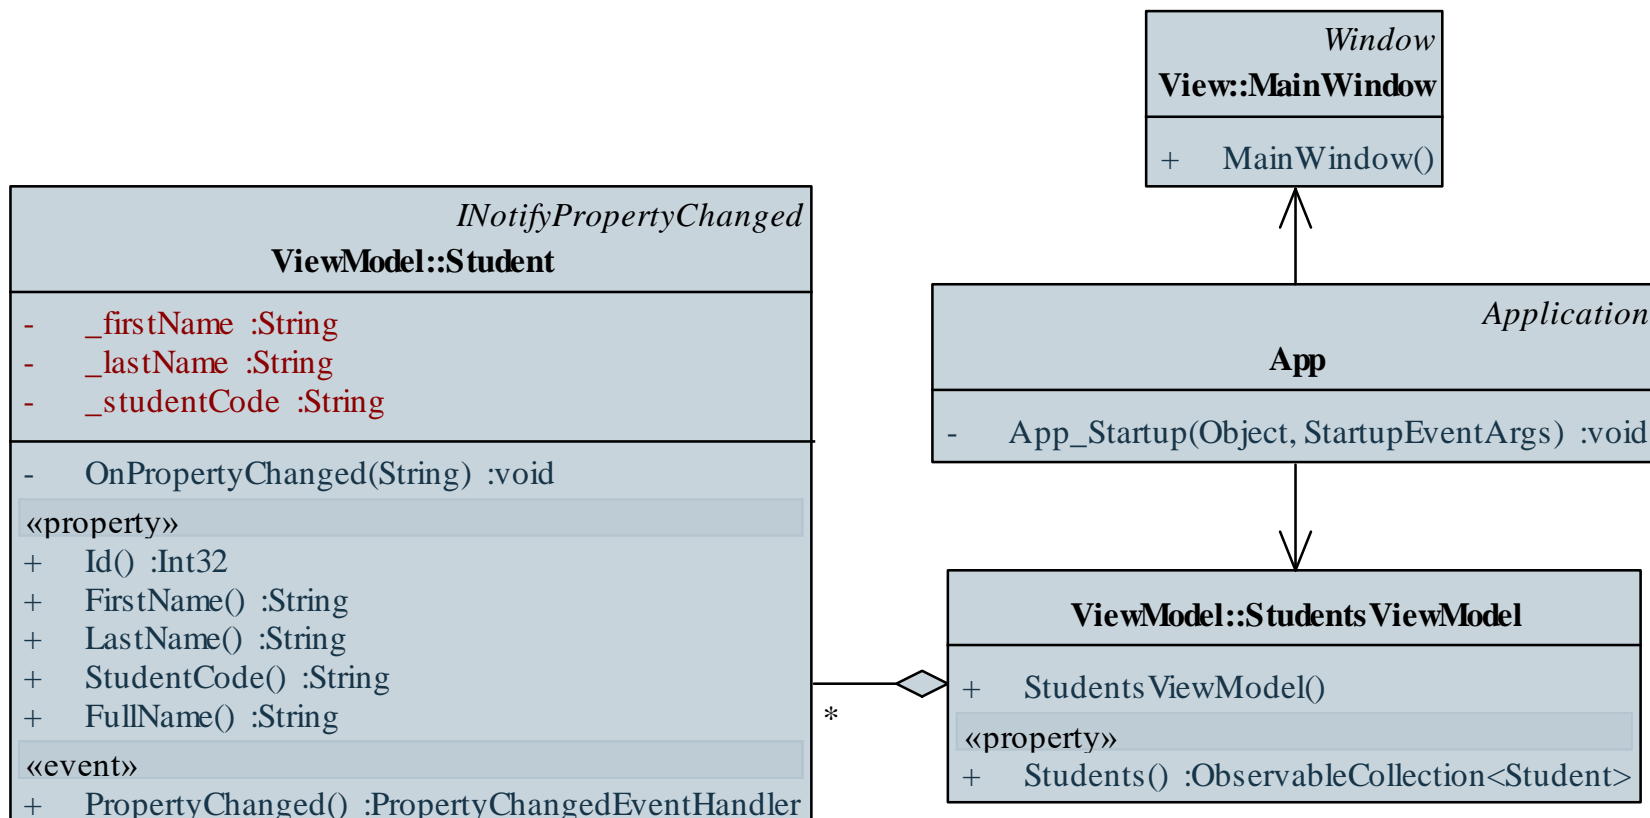 Window
View::MainWindow
+ MainWindow()
INotifyPropertyChanged
ViewModel::Student
- _firstName :String
- _lastName :String
- _studentCode :String
- OnPropertyChanged(String) :void
«property»
+ Id() :Int32
+ FirstName() :String
+ LastName() :String
+ StudentCode() :String
+ FullName() :String
«event»
+ PropertyChanged() :PropertyChangedEventHandler
Application
App
- App_Startup(Object, StartupEventArgs) :void
*
ViewModel::StudentsViewModel
+ StudentsViewModel()
«property»
+ Students() :ObservableCollection<Student>